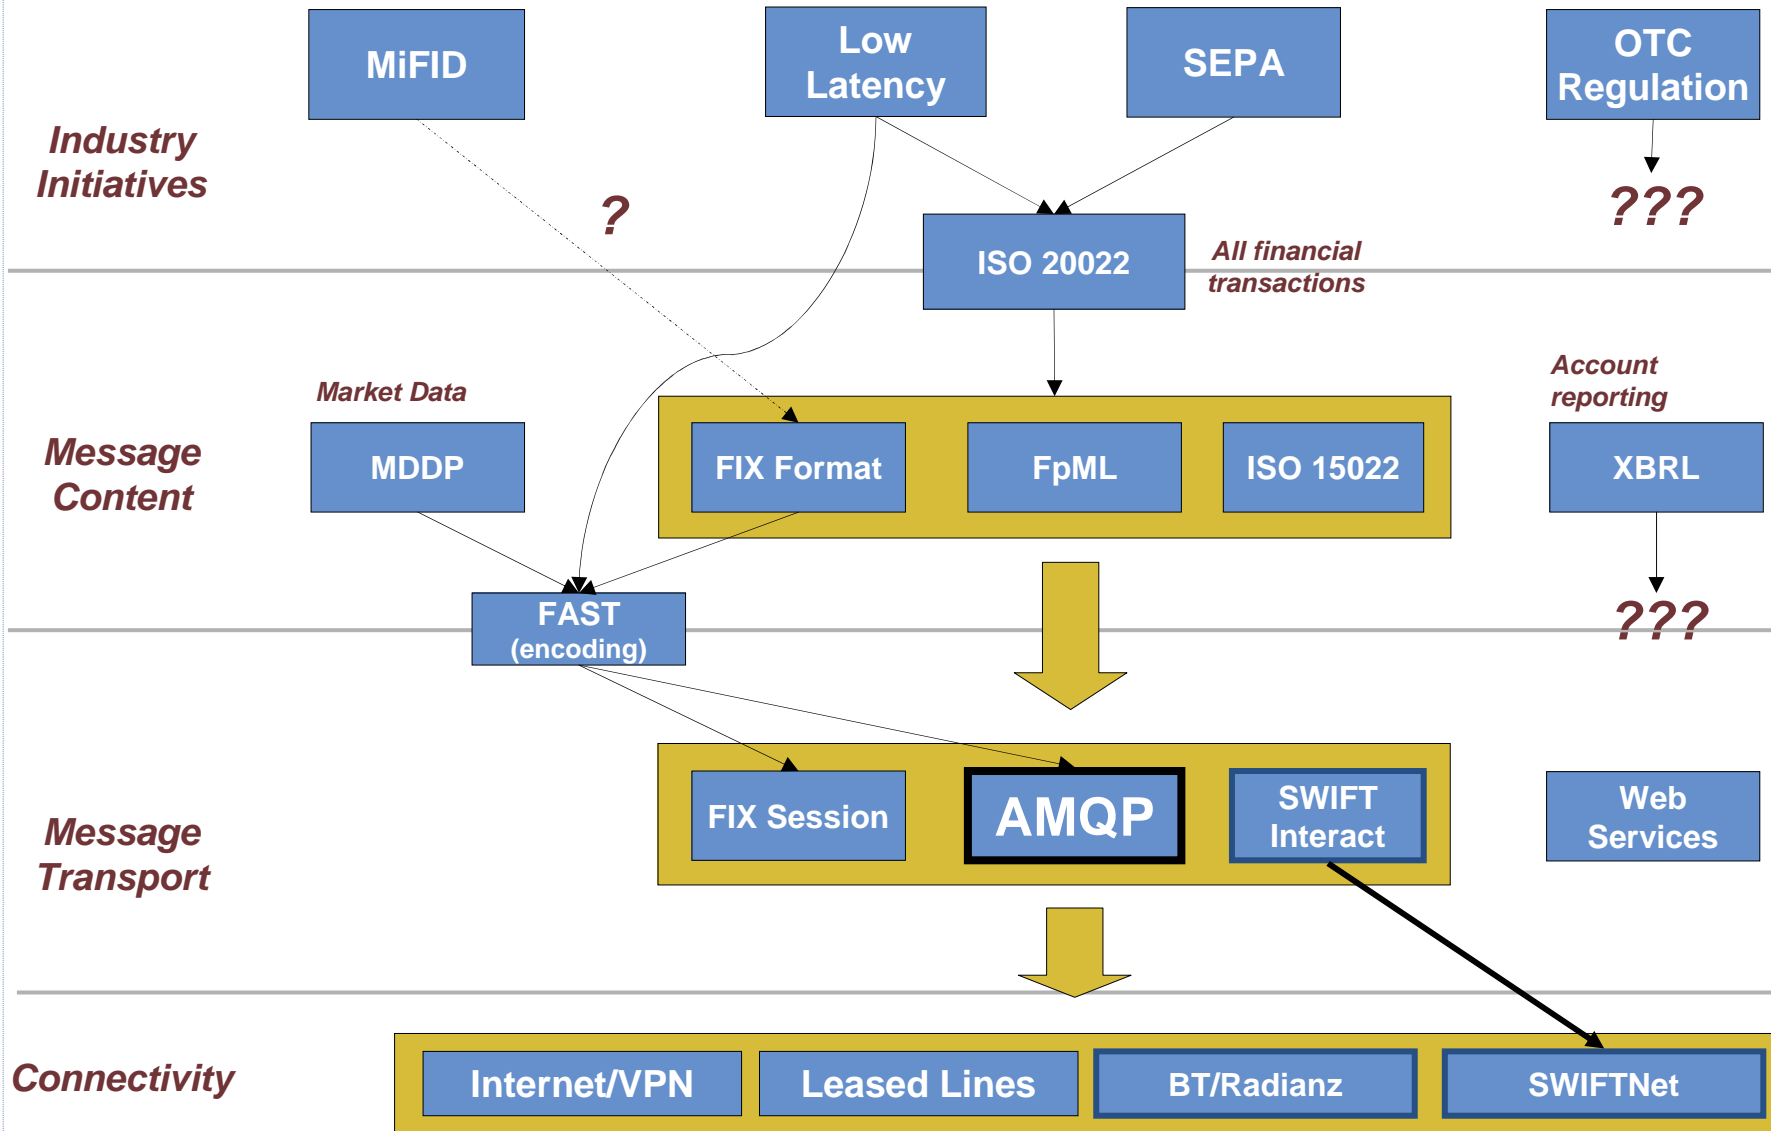 MiFID
Low
Latency
SEPA
OTC
Regulation
Industry
Initiatives
?
???
ISO 20022
All financial
transactions
Market Data
Account
reporting
Message
Content
MDDP
FIX Format
FpML
ISO 15022
XBRL
FAST
(encoding)
???
Message
Transport
FIX Session
AMQP
SWIFT
Interact
Web
Services
Connectivity
Internet/VPN
Leased Lines
BT/Radianz
SWIFTNet